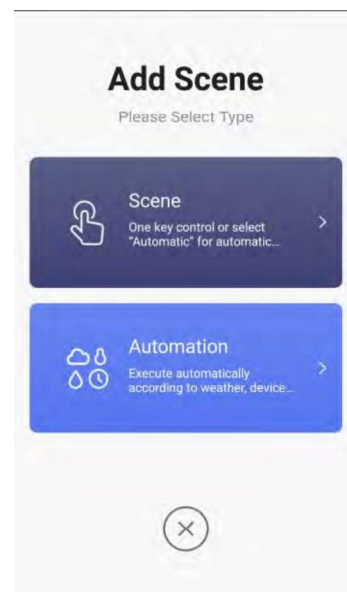 Add Scene
Please Select Type
Scene
One key control or select
"Automatic" for automatic...
Automation
Execute automatically
according to weather, device...